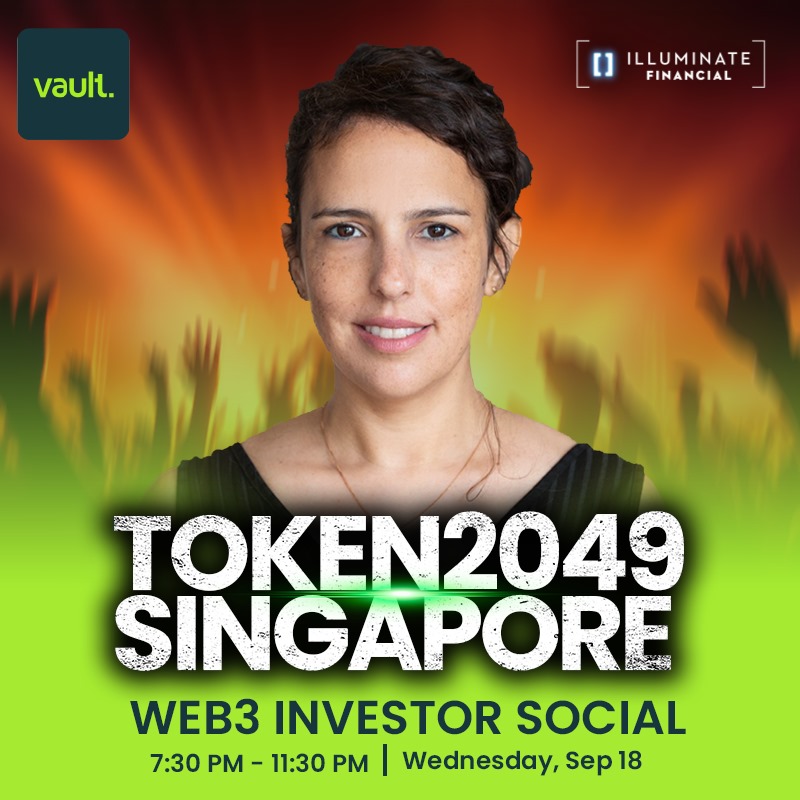 vault.
ILLUMINATE
FINANCIAL
TOKEN2049
SINGAPORE
WEB3 INVESTOR SOCIAL
7:30 PM - 11:30 PM | Wednesday, Sep 18